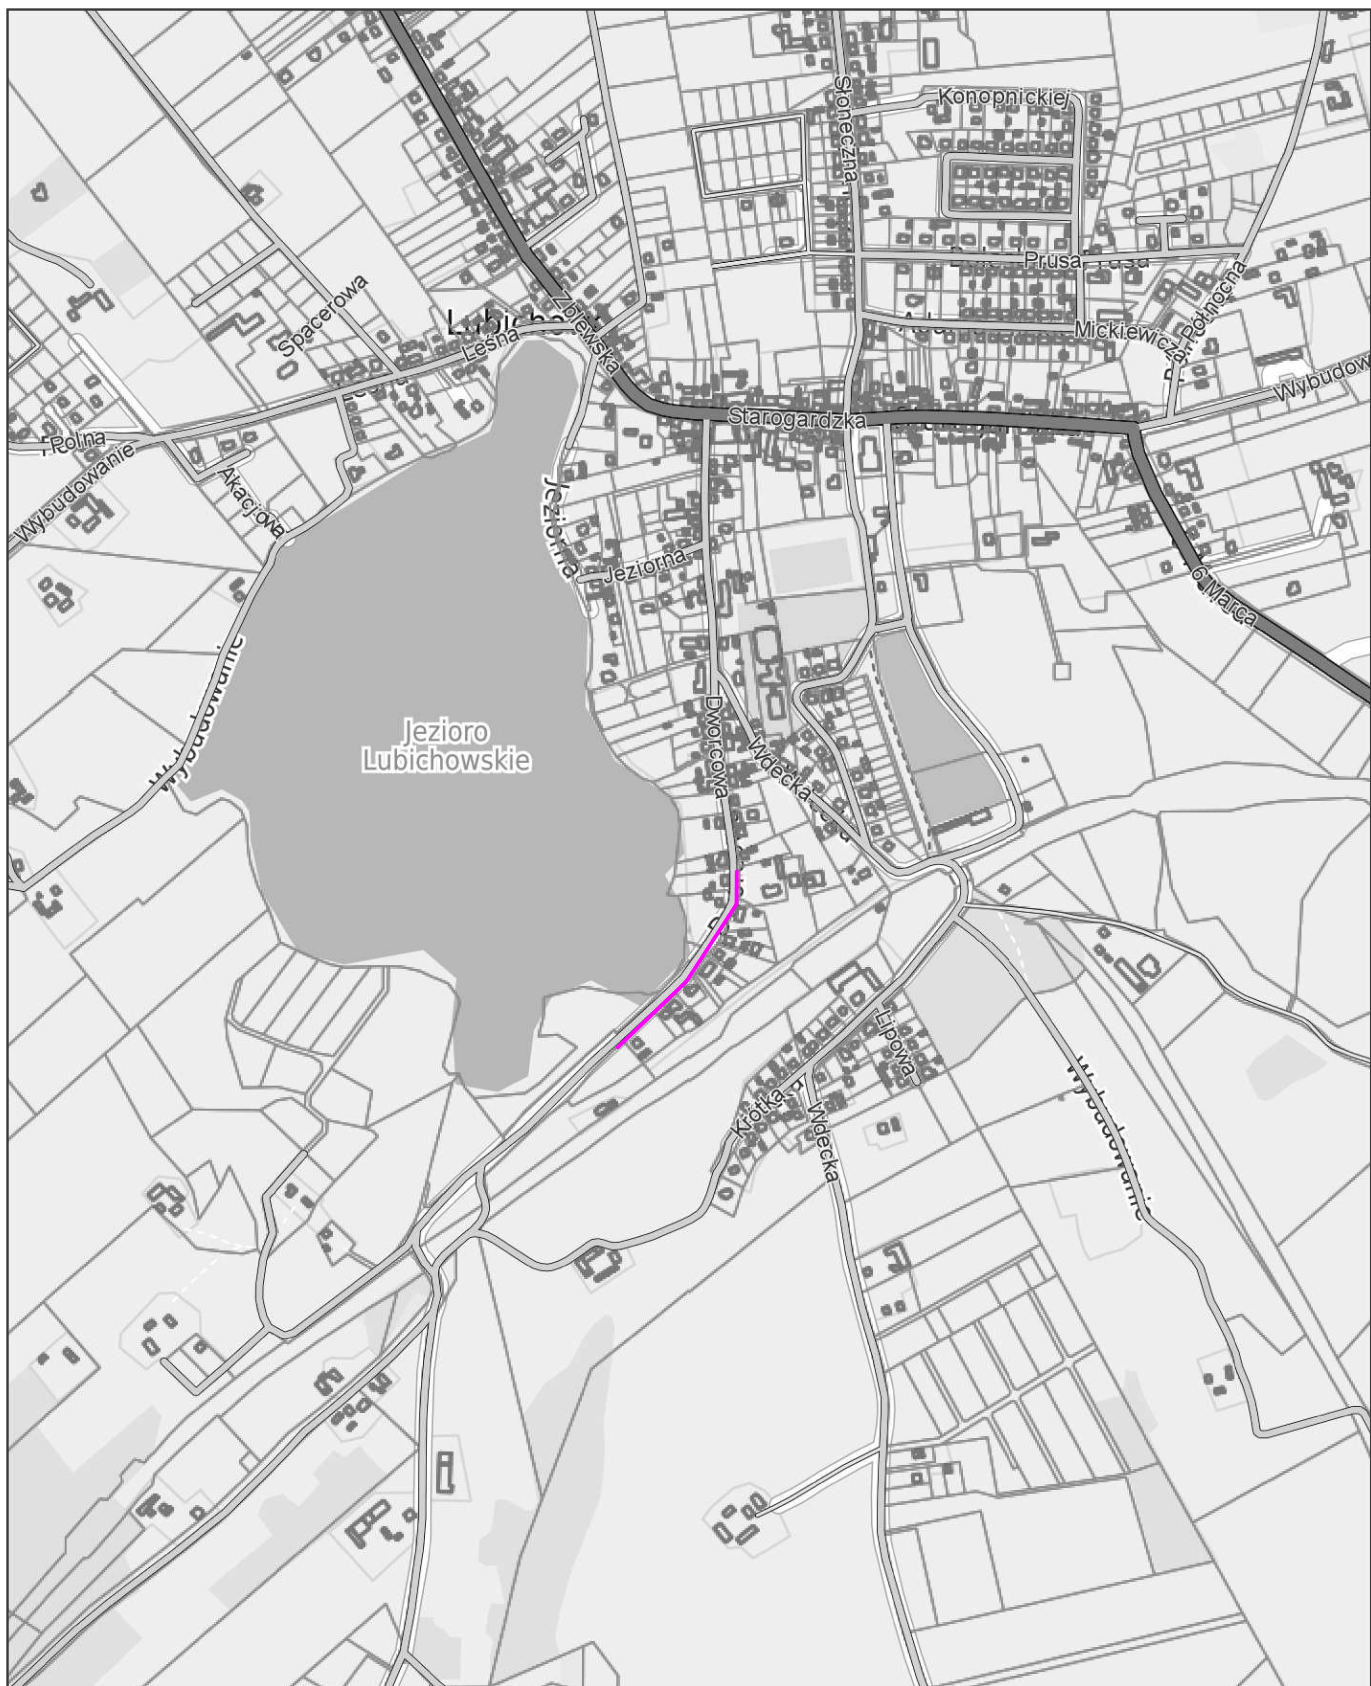 Konopnickiej
Słoneczna
Prusa
Północna
Spacerowa
Zblewska
Leśna
Mickiewicza
Wybudow
Starogardzka
Polna
Wybudowanie
Akacjowa
Jeziorna
Jeziorna
6 Marca
Wybudowanie
Dworcowa
Jezioro
Lubichowskie
Wdecka
Lipowa
Krótka
Wdecka
Wybudowanie